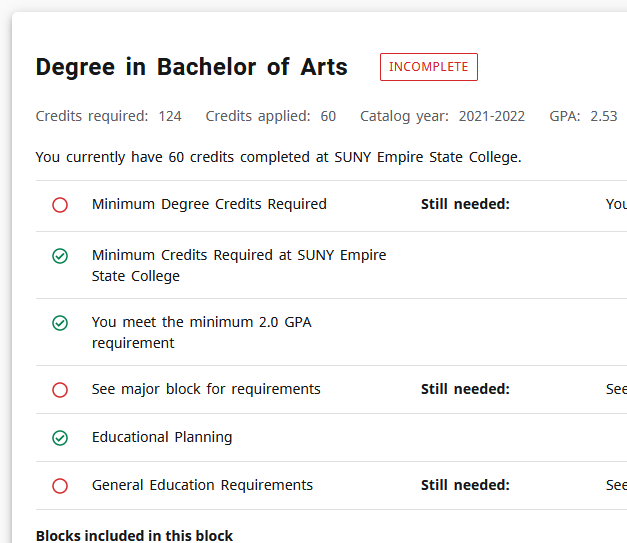 Degree in Bachelor of Arts INCOMPLETE
Credits required: 124 Credits applied: 60 Catalog year: 2021-2022 GPA: 2.53
You currently have 60 credits completed at SUNY Empire State College.
Minimum Degree Credits Required Still needed: You
Minimum Credits Required at SUNY Empire
State College
You meet the minimum 2.0 GPA
requirement
See major block for requirements Still needed: See
Educational Planning
General Education Requirements Still needed: See
Blocks included in this block